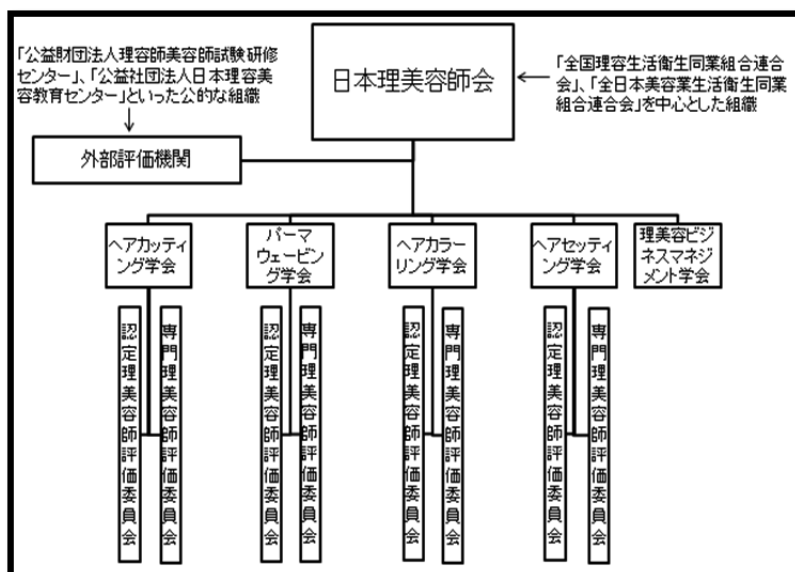 「公益財団法人理容師美容師試験研修
センター」、「公益社団法人日本理容美
容教育センター」といった公的な組織
日本理美容師会
「全国理容生活衛生同業組合連合
会」、「全日本美容業生活衛生同業
組合連合会」を中心とした組織
外部評価機関
ヘアカッティ
ング学会
パーマ
ウェービン
グ学会
ヘアカラー
リング学会
ヘアセッティ
ング学会
理美容ビジ
ネスマネジ
メント学会
認定理美容師評価委員会
専門理美容師評価委員会
認定理美容師評価委員会
専門理美容師評価委員会
認定理美容師評価委員会
専門理美容師評価委員会
認定理美容師評価委員会
専門理美容師評価委員会